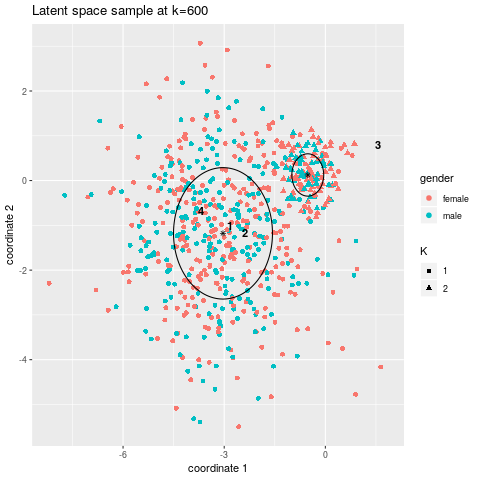 Latent space sample at k=600
coordinate 2
2
0
-2
-4
3
4
1
2
-6
-3
0
coordinate 1
gender
female
male
K
1
2